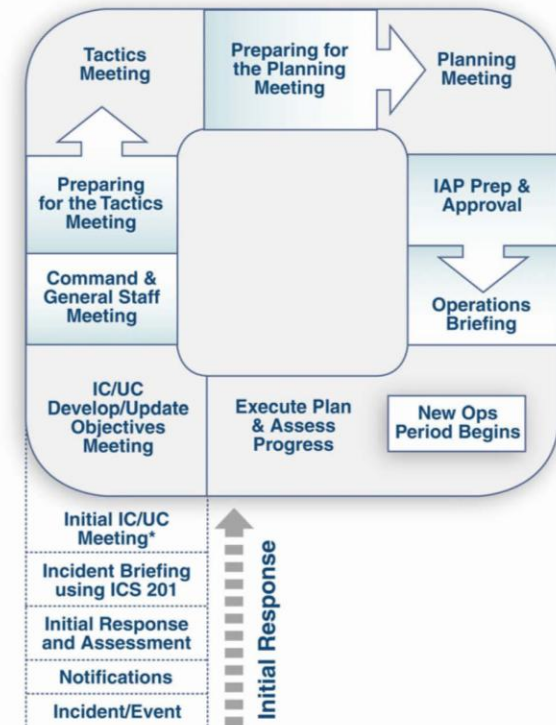 Tactics
Meeting
Preparing for
the Planning
Meeting
Planning
Meeting
Preparing
for the Tactics
Meeting
IAP Prep &
Approval
Command &
General Staff
Meeting
Operations
Briefing
IC/UC
Develop/Update
Objectives
Meeting
Execute Plan
& Assess
Progress
New Ops
Period Begins
Initial IC/UC
Meeting*
Incident Briefing
using ICS 201
Initial Response
and Assessment
Notifications
Incident/Event
Initial Response